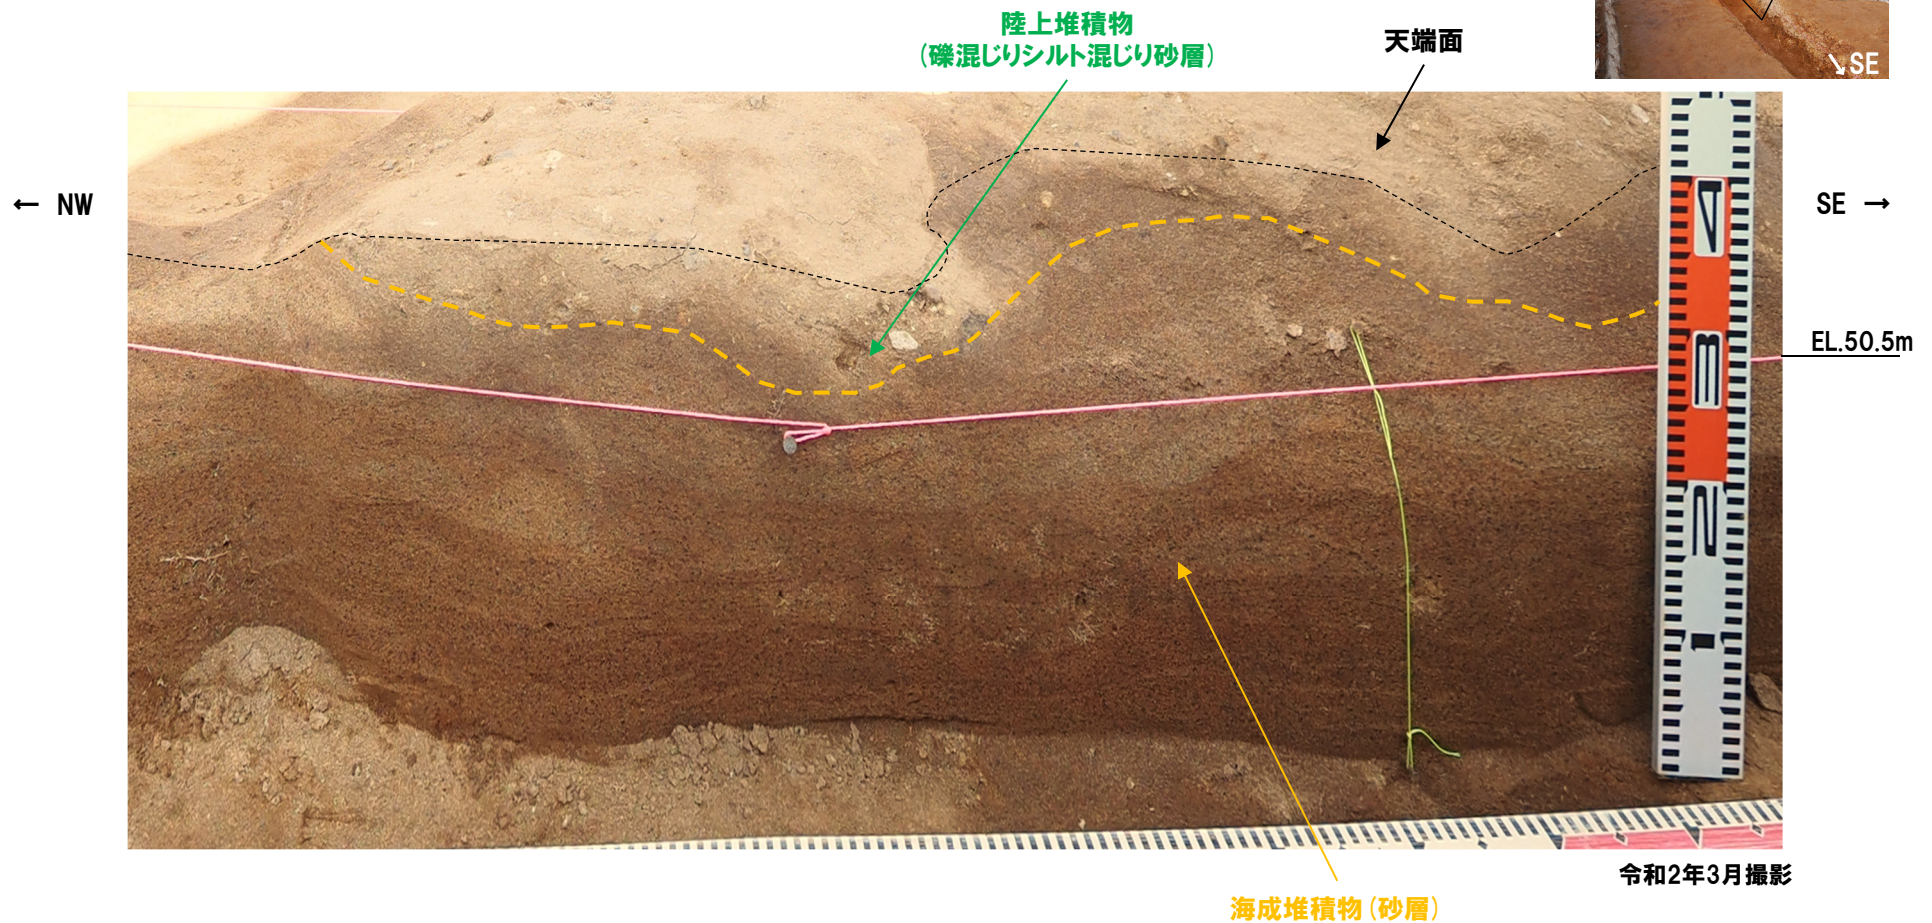 陸上堆積物
(礫混じりシルト混じり砂層)
天端面
↘SE
← NW
SE →
4
3
2
1
EL.50.5m
令和2年3月撮影
海成堆積物(砂層)